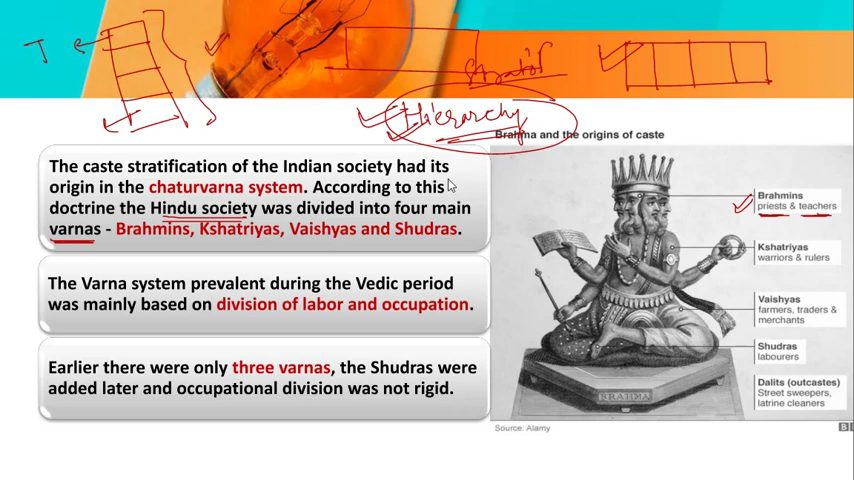 T
Hierarchy
Brahma and the origins of caste
The caste stratification of the Indian society had its
origin in the chaturvarna system. According to this
doctrine the Hindu society was divided into four main
varnas - Brahmins, Kshatriyas, Vaishyas and Shudras.
The Varna system prevalent during the Vedic period
was mainly based on division of labor and occupation.
Earlier there were only three varnas, the Shudras were
added later and occupational division was not rigid.
Brahmins
priests & teachers
Kshatriyas
warriors & rulers
Vaishyas
farmers, traders &
merchants
Shudras
labourers
Dalits (outcastes)
Street sweepers,
latrine cleaners
BRAHMA
Source: Alamy
B